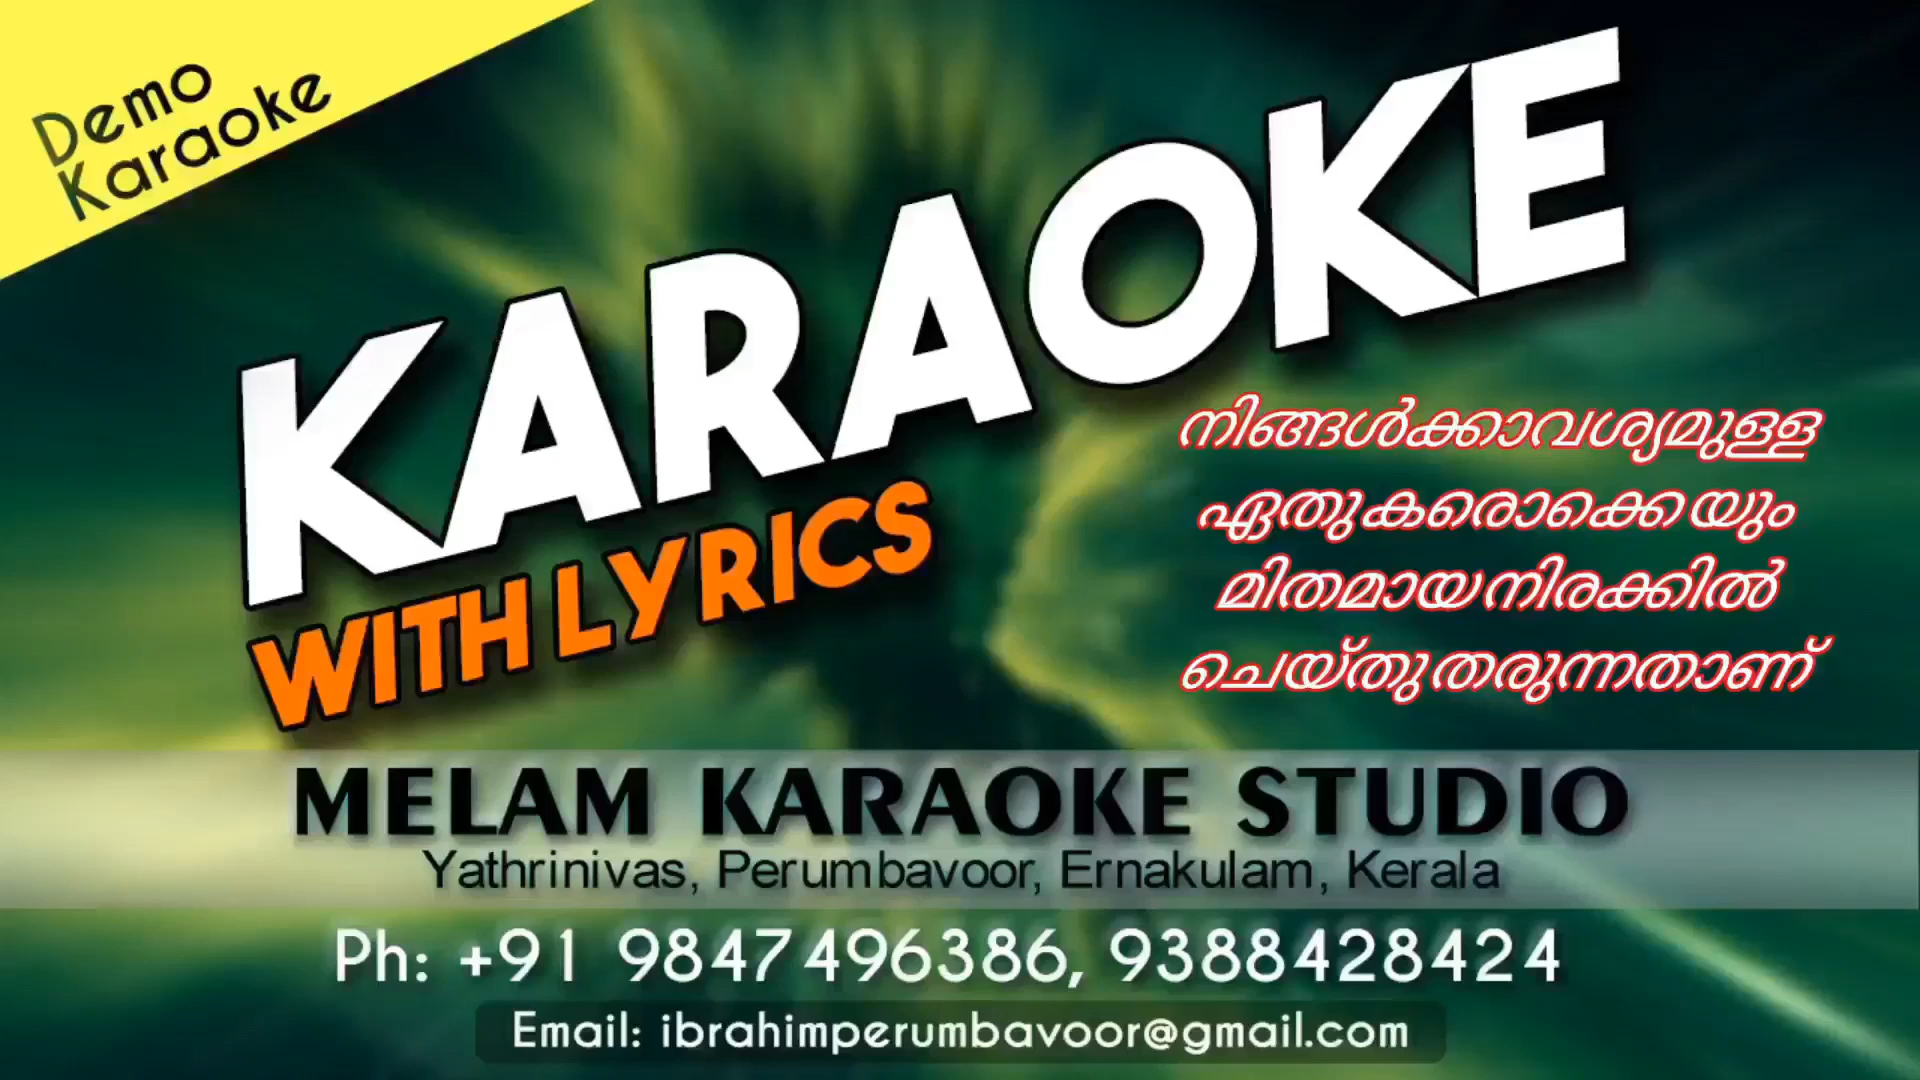 Demo
Karaoke
KARAOKE
WITH LYRICS
നിങ്ങൾക്കാവശ്യമുള്ള
ഏതു കരൊക്കെയും
മിതമായ നിരക്കിൽ
ചെയ്തു തരുന്നതാണ്
MELAM KARAOKE STUDIO
Yathrinivas, Perumbavoor, Ernakulam, Kerala
Ph: +91 9847496386, 9388428424
Email: ibrahimperumbavoor@gmail.com